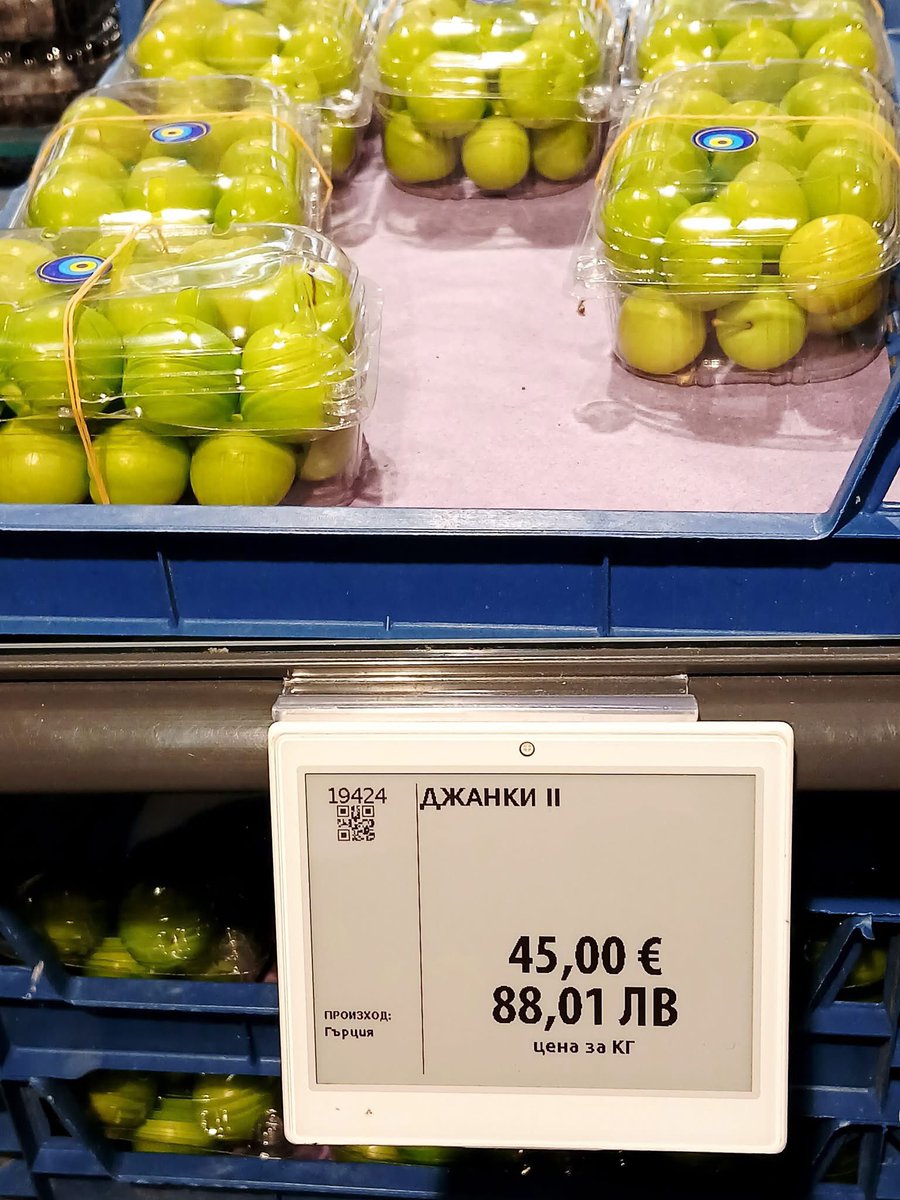 19424
ДЖАНКИ II
45,00 €
88,01 ЛВ
цена за КГ
ПРОИЗХОД:
Гърция